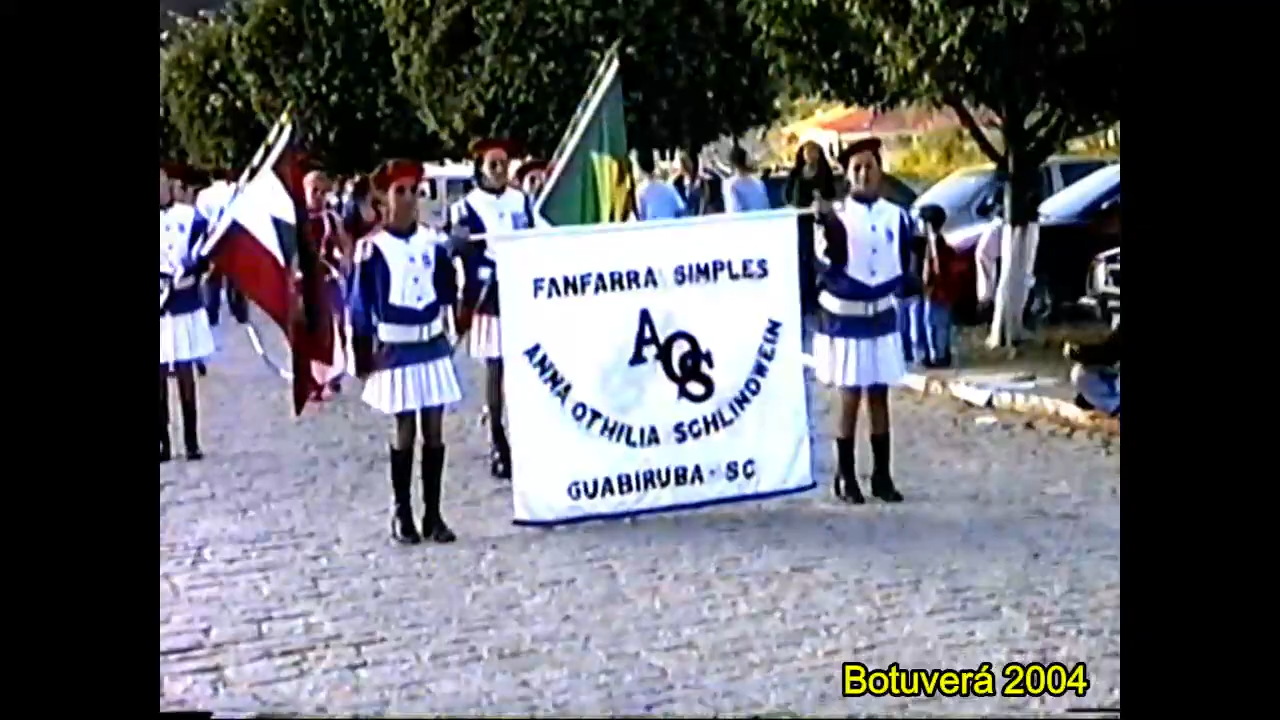 FANFARRA SIMPLES
AOS
ANNA OTHILIA SCHLINDWEIN
GUABIRUBA - SC
Botuverá 2004